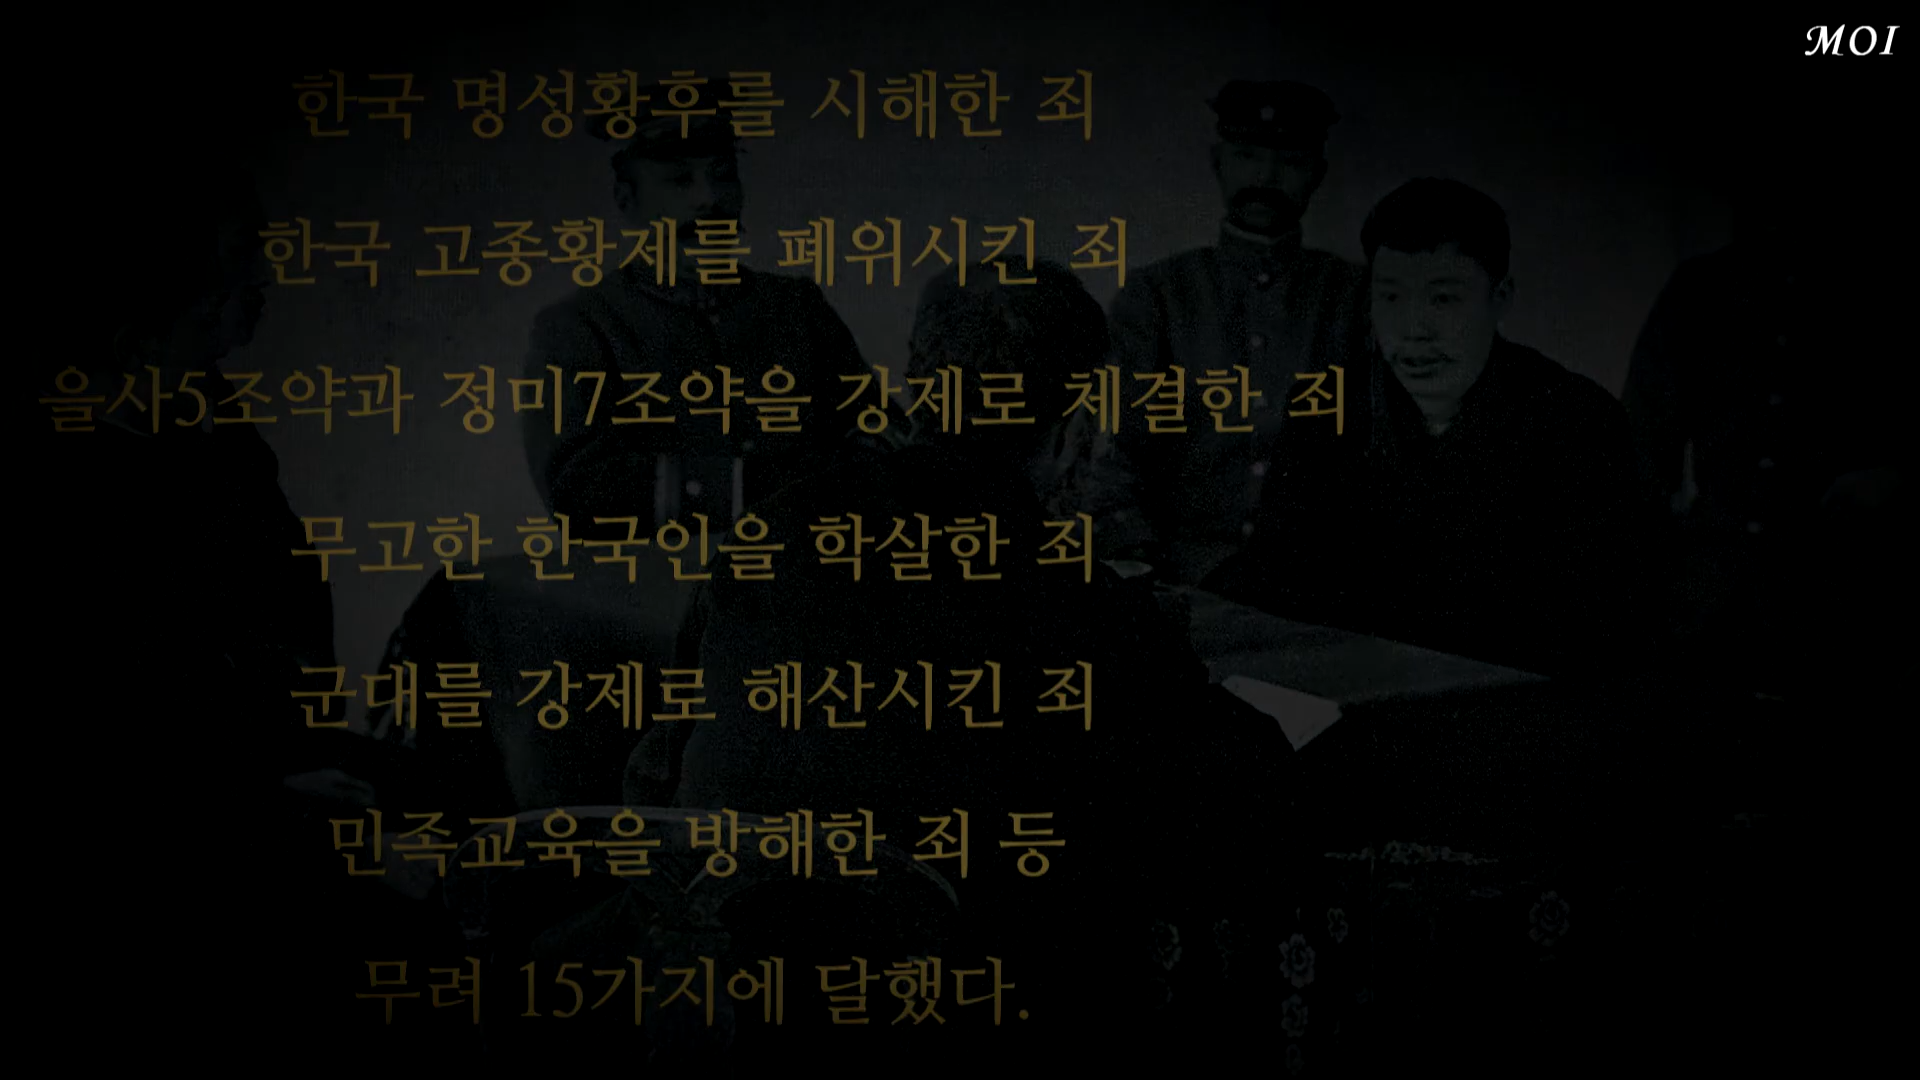 MOI
한국 명성황후를 시해한 죄
한국 고종황제를 폐위시킨 죄
을사5조약과 정미7조약을 강제로 체결한 죄
무고한 한국인을 학살한 죄
군대를 강제로 해산시킨 죄
민족교육을 방해한 죄 등
무려 15가지에 달했다.